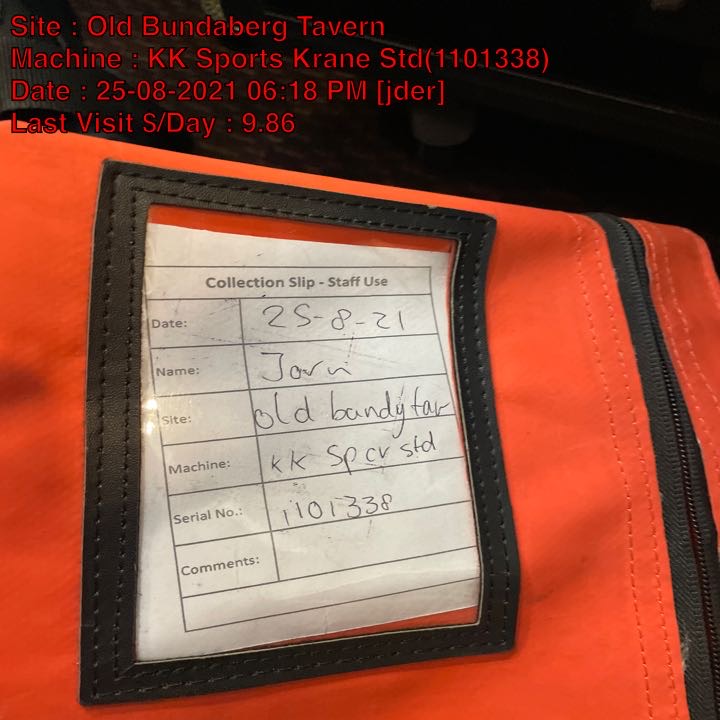 Site : Old Bundaberg Tavern
Machine : KK Sports Krane Std(1101338)
Date : 25-08-2021 06:18 PM [jder]
Last Visit $/Day : 9.86
Collection Slip - Staff Use
Date: 25-8-21
Name: Jorn
Site: old bundy tav
Machine: KK Sp cr std
Serial No.: 1101338
Comments: